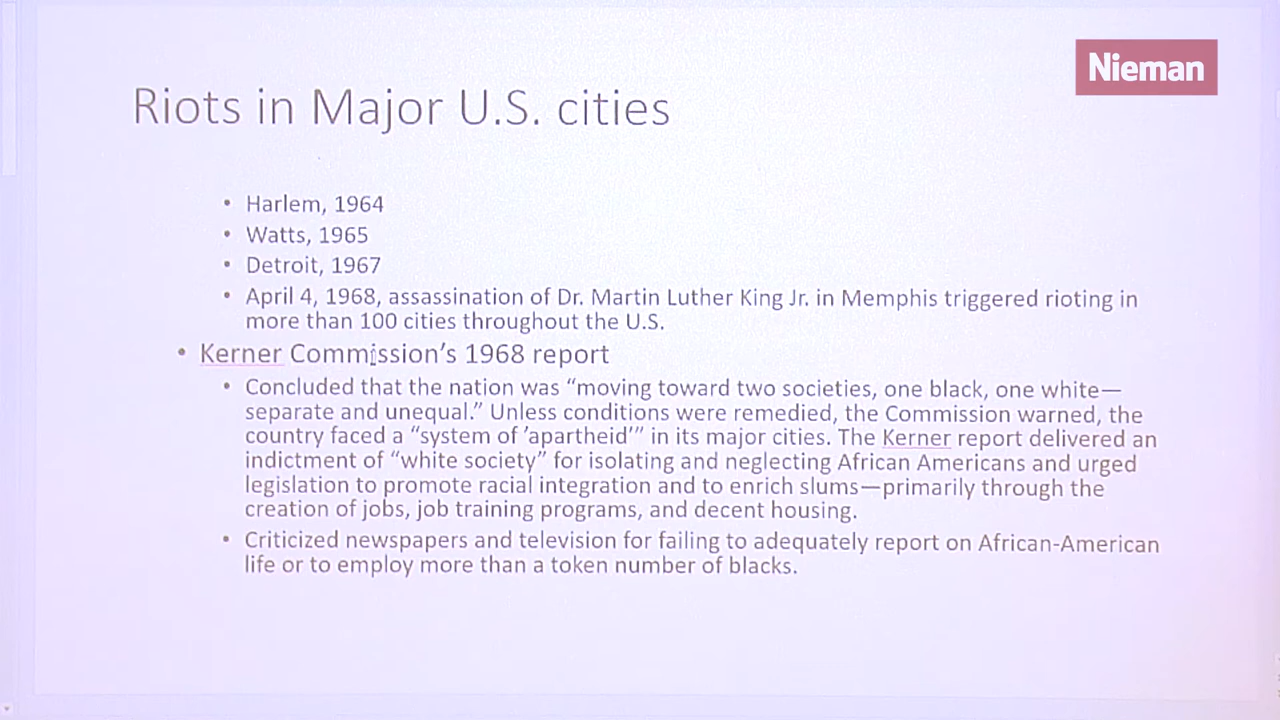 Nieman
Riots in Major U.S. cities
• Harlem, 1964
• Watts, 1965
• Detroit, 1967
• April 4, 1968, assassination of Dr. Martin Luther King Jr. in Memphis triggered rioting in
more than 100 cities throughout the U.S.
• Kerner Commission’s 1968 report
• Concluded that the nation was “moving toward two societies, one black, one white—
separate and unequal.” Unless conditions were remedied, the Commission warned, the
country faced a “system of ’apartheid’” in its major cities. The Kerner report delivered an
indictment of “white society” for isolating and neglecting African Americans and urged
legislation to promote racial integration and to enrich slums—primarily through the
creation of jobs, job training programs, and decent housing.
• Criticized newspapers and television for failing to adequately report on African-American
life or to employ more than a token number of blacks.